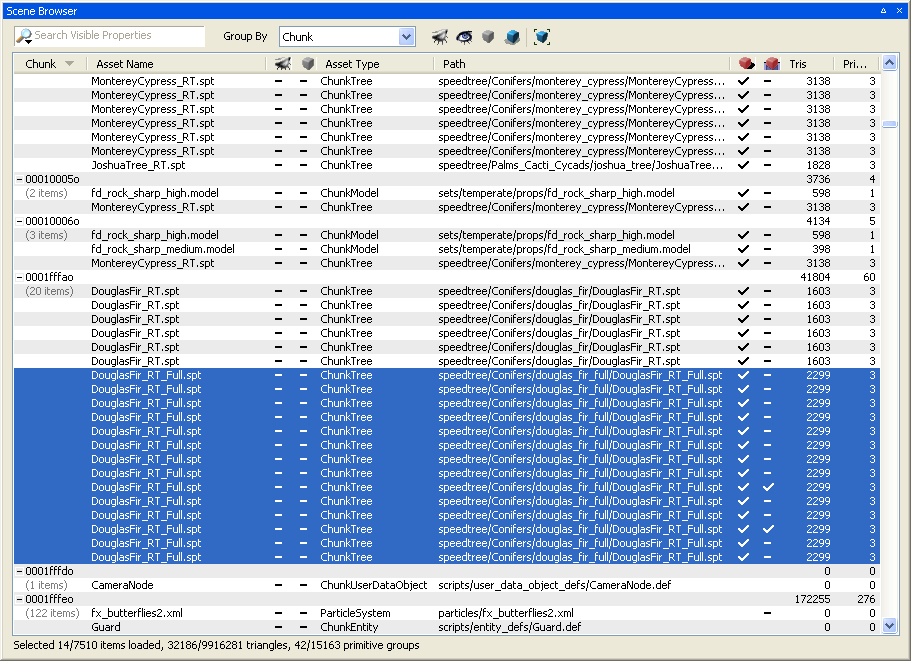 Scene Browser
Search Visible Properties Group By Chunk
Chunk Asset Name Asset Type Path Tris Pri...
MontereyCypress_RT.spt ChunkTree speedtree/Conifers/monterey_cypress/MontereyCypress... 3138 3
MontereyCypress_RT.spt ChunkTree speedtree/Conifers/monterey_cypress/MontereyCypress... 3138 3
MontereyCypress_RT.spt ChunkTree speedtree/Conifers/monterey_cypress/MontereyCypress... 3138 3
MontereyCypress_RT.spt ChunkTree speedtree/Conifers/monterey_cypress/MontereyCypress... 3138 3
MontereyCypress_RT.spt ChunkTree speedtree/Conifers/monterey_cypress/MontereyCypress... 3138 3
MontereyCypress_RT.spt ChunkTree speedtree/Conifers/monterey_cypress/MontereyCypress... 3138 3
JoshuaTree_RT.spt ChunkTree speedtree/Palms_Cacti_Cycads/joshua_tree/JoshuaTree... 1828 3
00010005o 3736 4
(2 items) fd_rock_sharp_high.model ChunkModel sets/temperate/props/fd_rock_sharp_high.model 598 1
MontereyCypress_RT.spt ChunkTree speedtree/Conifers/monterey_cypress/MontereyCypress... 3138 3
00010006o 4134 5
(3 items) fd_rock_sharp_high.model ChunkModel sets/temperate/props/fd_rock_sharp_high.model 598 1
fd_rock_sharp_medium.model ChunkModel sets/temperate/props/fd_rock_sharp_medium.model 398 1
MontereyCypress_RT.spt ChunkTree speedtree/Conifers/monterey_cypress/MontereyCypress... 3138 3
0001fffao 41804 60
(20 items) DouglasFir_RT.spt ChunkTree speedtree/Conifers/douglas_fir/DouglasFir_RT.spt 1603 3
DouglasFir_RT.spt ChunkTree speedtree/Conifers/douglas_fir/DouglasFir_RT.spt 1603 3
DouglasFir_RT.spt ChunkTree speedtree/Conifers/douglas_fir/DouglasFir_RT.spt 1603 3
DouglasFir_RT.spt ChunkTree speedtree/Conifers/douglas_fir/DouglasFir_RT.spt 1603 3
DouglasFir_RT.spt ChunkTree speedtree/Conifers/douglas_fir/DouglasFir_RT.spt 1603 3
DouglasFir_RT.spt ChunkTree speedtree/Conifers/douglas_fir/DouglasFir_RT.spt 1603 3
DouglasFir_RT_Full.spt ChunkTree speedtree/Conifers/douglas_fir_full/DouglasFir_RT_Full.spt 2299 3
DouglasFir_RT_Full.spt ChunkTree speedtree/Conifers/douglas_fir_full/DouglasFir_RT_Full.spt 2299 3
DouglasFir_RT_Full.spt ChunkTree speedtree/Conifers/douglas_fir_full/DouglasFir_RT_Full.spt 2299 3
DouglasFir_RT_Full.spt ChunkTree speedtree/Conifers/douglas_fir_full/DouglasFir_RT_Full.spt 2299 3
DouglasFir_RT_Full.spt ChunkTree speedtree/Conifers/douglas_fir_full/DouglasFir_RT_Full.spt 2299 3
DouglasFir_RT_Full.spt ChunkTree speedtree/Conifers/douglas_fir_full/DouglasFir_RT_Full.spt 2299 3
DouglasFir_RT_Full.spt ChunkTree speedtree/Conifers/douglas_fir_full/DouglasFir_RT_Full.spt 2299 3
DouglasFir_RT_Full.spt ChunkTree speedtree/Conifers/douglas_fir_full/DouglasFir_RT_Full.spt 2299 3
DouglasFir_RT_Full.spt ChunkTree speedtree/Conifers/douglas_fir_full/DouglasFir_RT_Full.spt 2299 3
DouglasFir_RT_Full.spt ChunkTree speedtree/Conifers/douglas_fir_full/DouglasFir_RT_Full.spt 2299 3
DouglasFir_RT_Full.spt ChunkTree speedtree/Conifers/douglas_fir_full/DouglasFir_RT_Full.spt 2299 3
DouglasFir_RT_Full.spt ChunkTree speedtree/Conifers/douglas_fir_full/DouglasFir_RT_Full.spt 2299 3
DouglasFir_RT_Full.spt ChunkTree speedtree/Conifers/douglas_fir_full/DouglasFir_RT_Full.spt 2299 3
DouglasFir_RT_Full.spt ChunkTree speedtree/Conifers/douglas_fir_full/DouglasFir_RT_Full.spt 2299 3
0001fffdo 0 0
(1 items) CameraNode ChunkUserDataObject scripts/user_data_object_defs/CameraNode.def 0 0
0001fffeo 172255 276
(122 items) fx_butterflies2.xml ParticleSystem particles/fx_butterflies2.xml 0 0
Guard ChunkEntity scripts/entity_defs/Guard.def 0 0
Selected 14/7510 items loaded, 32186/9916281 triangles, 42/15163 primitive groups